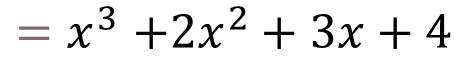 = x³ +2x² + 3x + 4